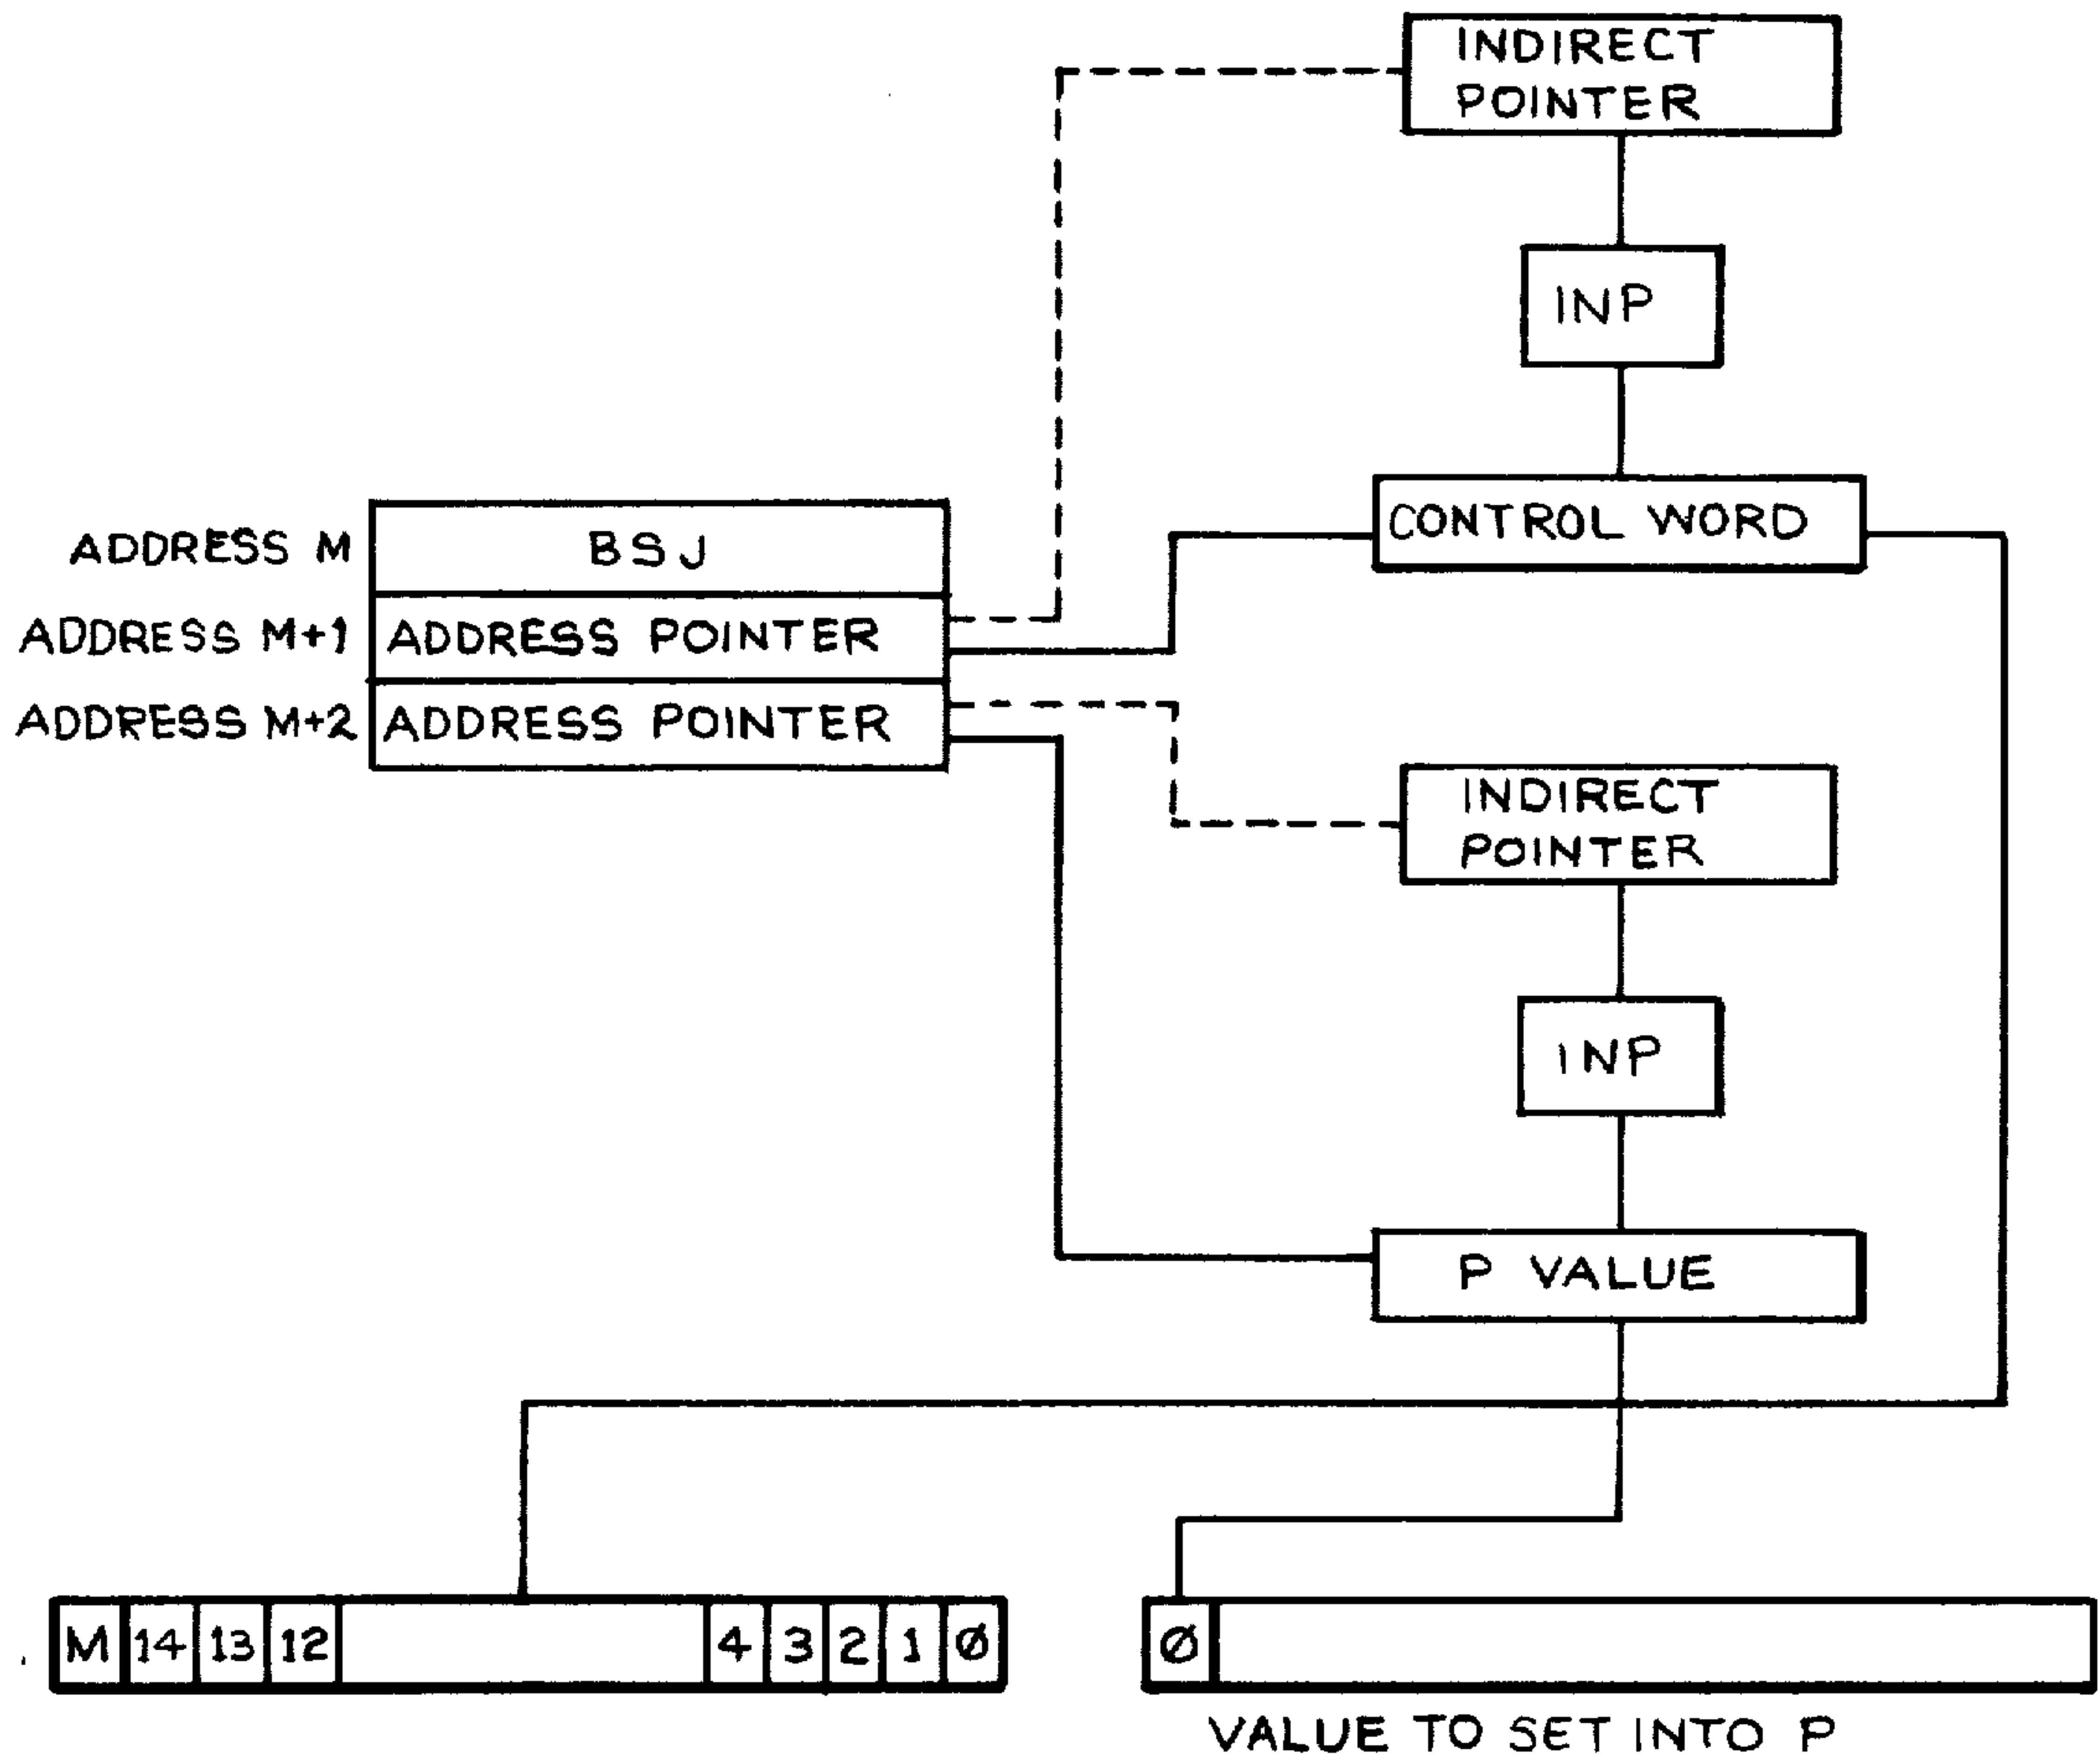 INDIRECT
POINTER
INP
CONTROL WORD
ADDRESS M BSJ
ADDRESS M+1 ADDRESS POINTER
ADDRESS M+2 ADDRESS POINTER
INDIRECT
POINTER
INP
P VALUE
M 14 13 12 4 3 2 1 Ø
Ø
VALUE TO SET INTO P